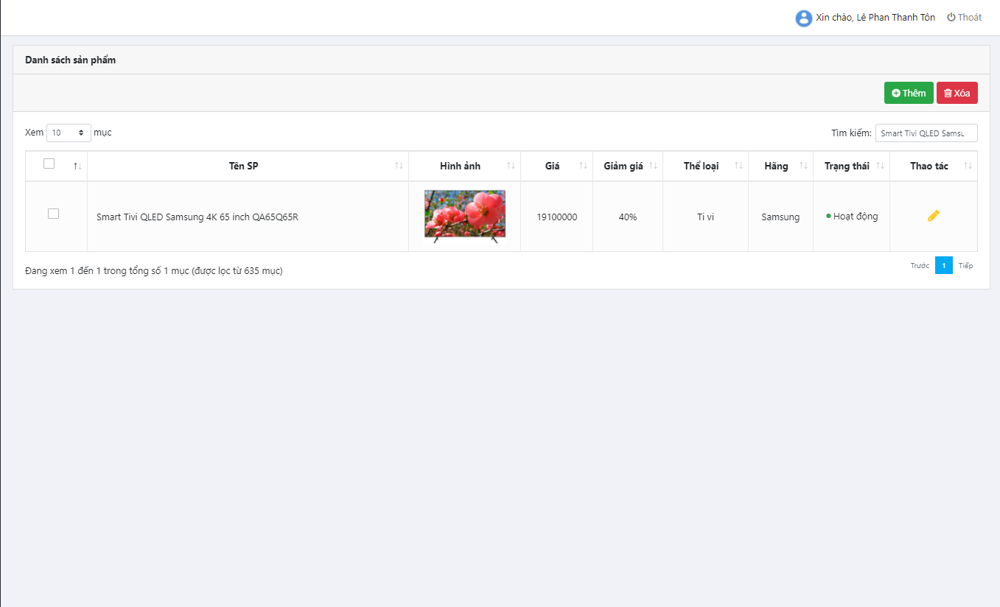 Xin chào, Lê Phan Thanh Tôn Thoát
Danh sách sản phẩm
Thêm Xóa
Xem 10 mục Tìm kiếm: Smart Tivi QLED Samsu
Tên SP Hình ảnh Giá Giảm giá Thể loại Hãng Trạng thái Thao tác
Smart Tivi QLED Samsung 4K 65 inch QA65Q65R 19100000 40% Ti vi Samsung Hoạt động
Đang xem 1 đến 1 trong tổng số 1 mục (được lọc từ 635 mục) Trước 1 Tiếp